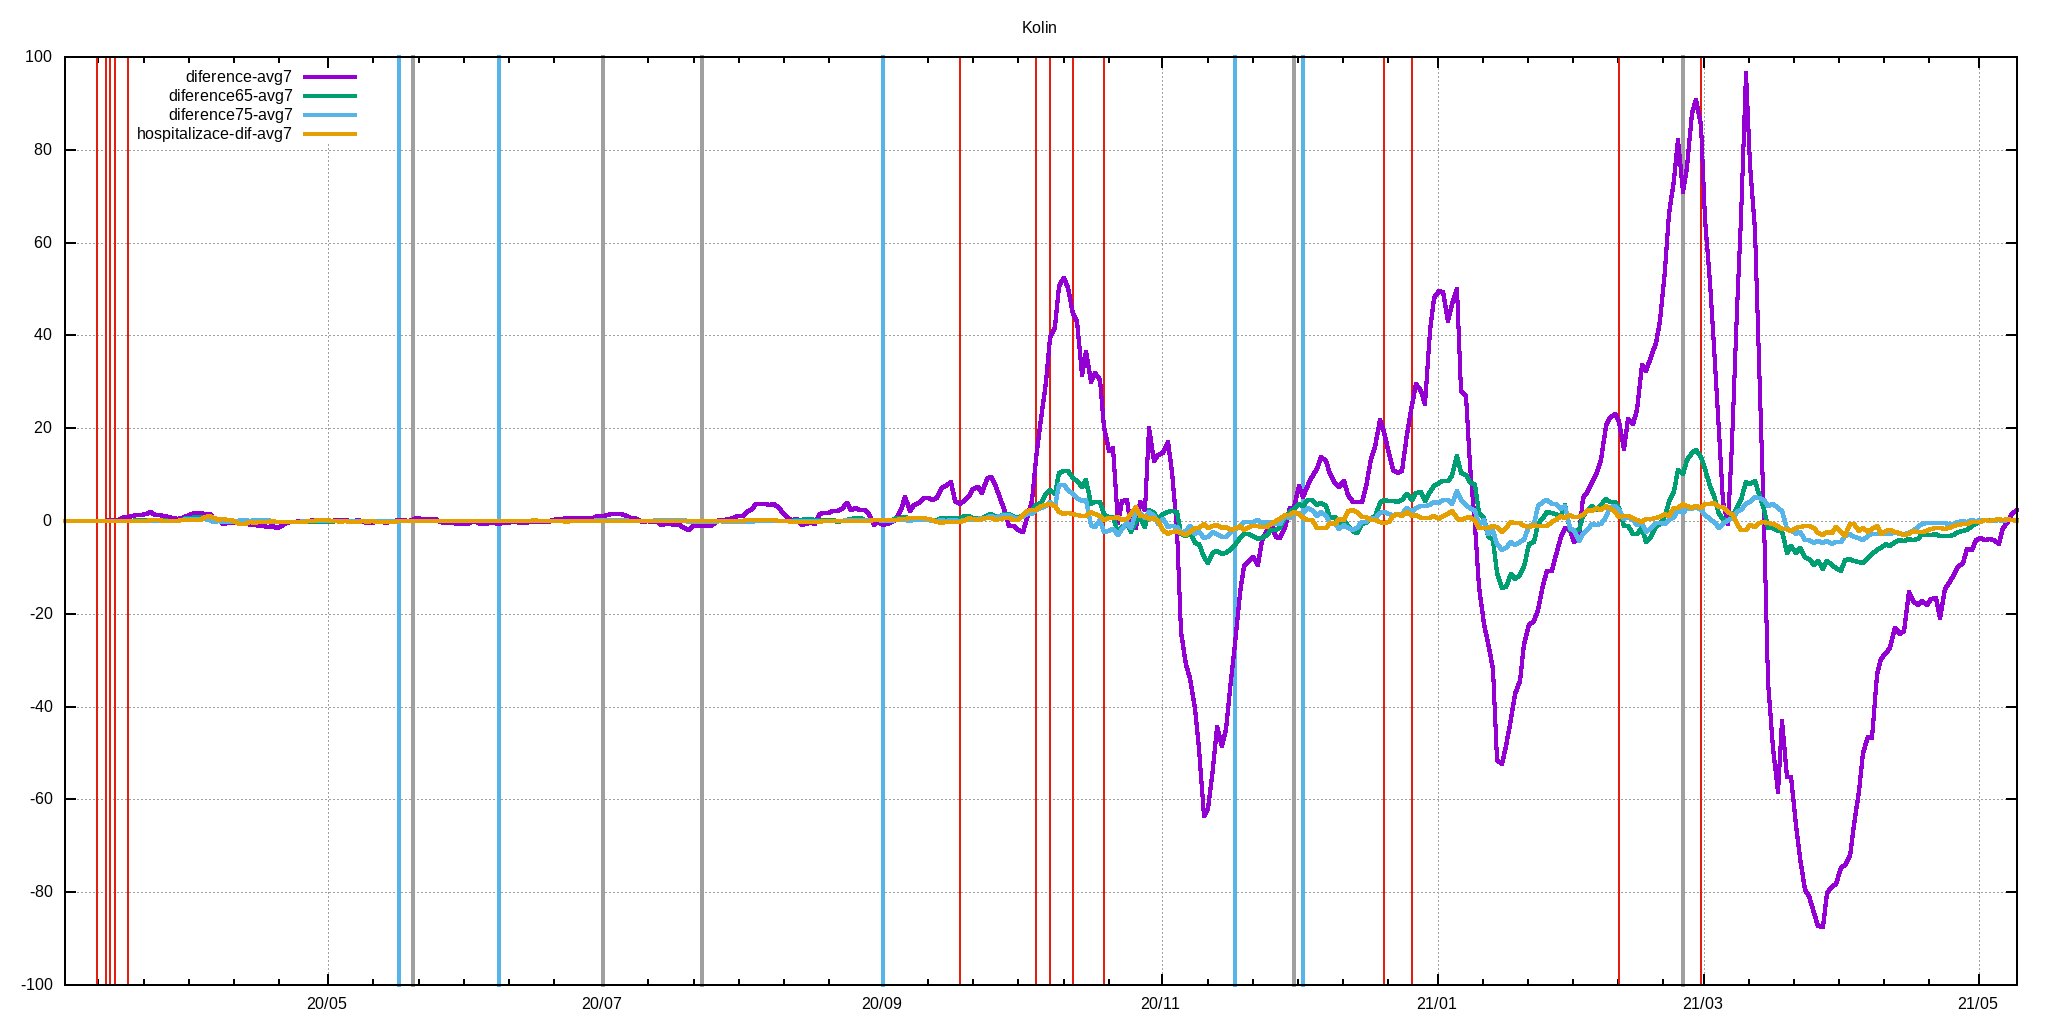 Kolin
diference-avg7
diference65-avg7
diference75-avg7
hospitalizace-dif-avg7
100
80
60
40
20
0
-20
-40
-60
-80
-100
20/05 20/07 20/09 20/11 21/01 21/03 21/05